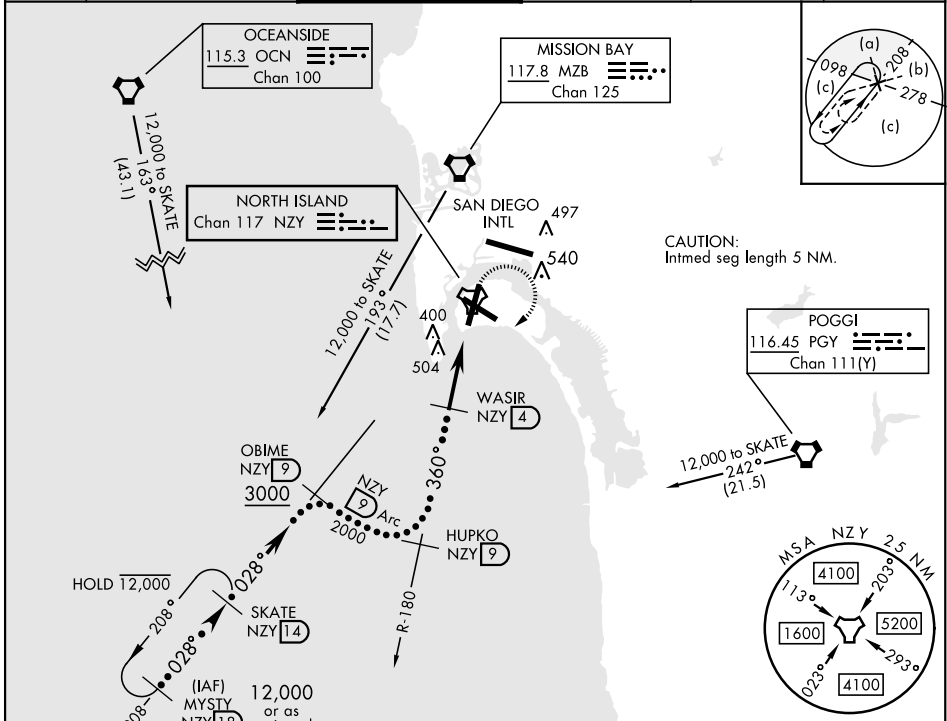 OCEANSIDE
115.3 OCN
Chan 100
MISSION BAY
117.8 MZB
Chan 125
(a)
208
098
(b)
(c)
278
(c)
12,000 to SKATE
163°
(43.1)
NORTH ISLAND
Chan 117 NZY
SAN DIEGO
INTL
497
540
CAUTION:
Intmed seg length 5 NM.
12,000 to SKATE
193°
(17.7)
400
504
POGGI
116.45 PGY
Chan 111(Y)
WASIR
NZY 4
12,000 to SKATE
242°
(21.5)
OBIME
NZY 9
3000
360°
NZY
9 Arc
2000
HUPKO
NZY 9
R-180
HOLD 12,000
028°
208°
SKATE
NZY 14
028°
(IAF)
MYSTY
12,000
or as
MSA NZY 25 NM
4100
113°
203°
1600
5200
023°
293°
4100